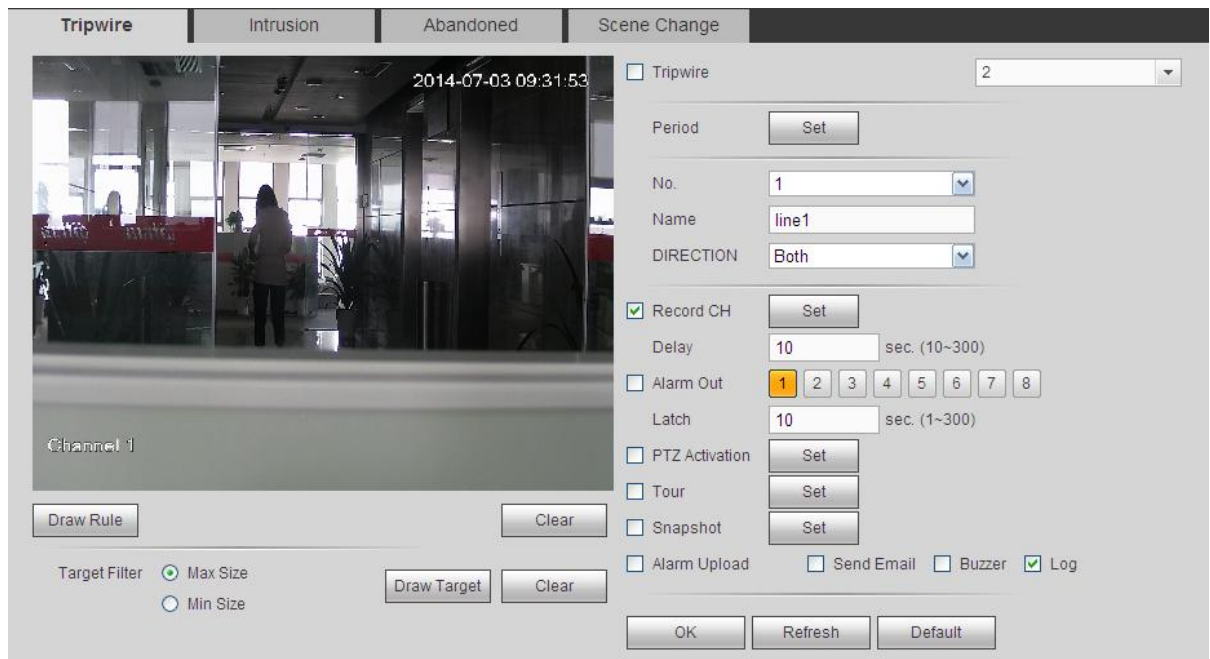 Tripwire Intrusion Abandoned Scene Change
2014-07-03 09:31:53
Channel 1
Draw Rule Clear
Target Filter Max Size
Min Size
Draw Target Clear
Tripwire 2
Period Set
No. 1
Name line1
DIRECTION Both
Record CH Set
Delay 10 sec. (10~300)
Alarm Out 1 2 3 4 5 6 7 8
Latch 10 sec. (1~300)
PTZ Activation Set
Tour Set
Snapshot Set
Alarm Upload Send Email Buzzer Log
OK Refresh Default